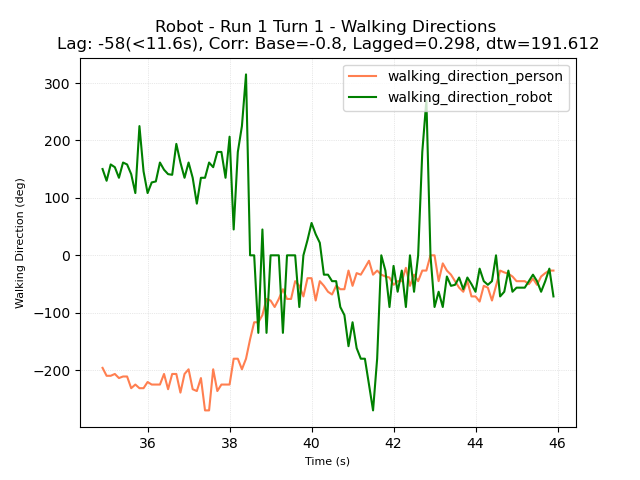 Robot - Run 1 Turn 1 - Walking Directions
Lag: -58(<11.6s), Corr: Base=-0.8, Lagged=0.298, dtw=191.612
walking_direction_person
walking_direction_robot
Walking Direction (deg)
300
200
100
0
−100
−200
36
38
40
42
44
46
Time (s)